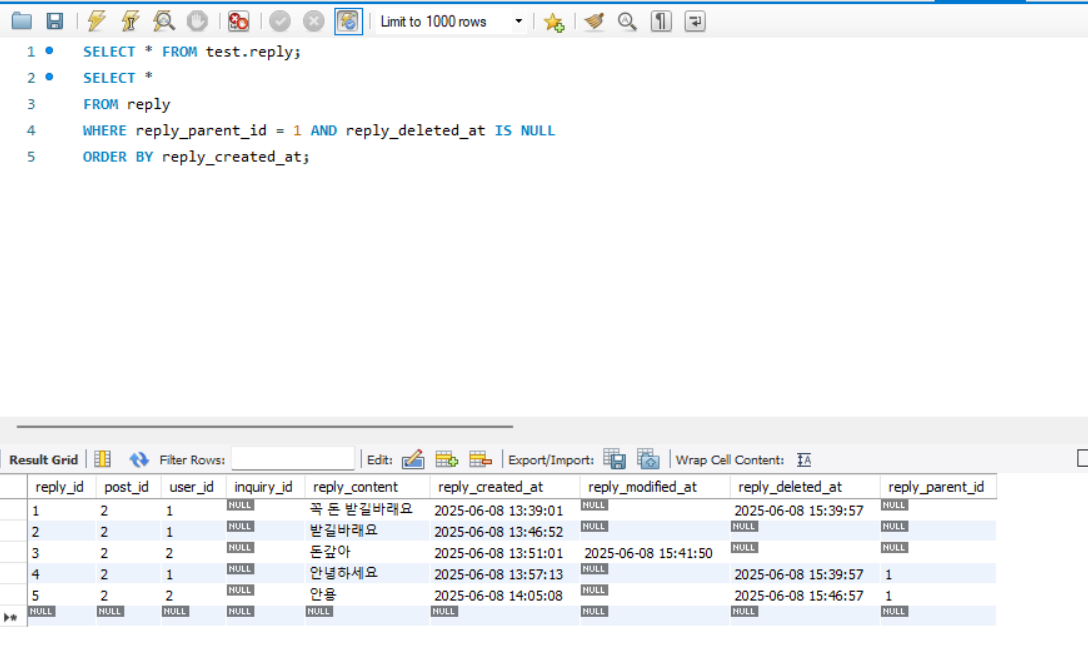 Limit to 1000 rows
1 SELECT * FROM test.reply;
2 SELECT *
3 FROM reply
4 WHERE reply_parent_id = 1 AND reply_deleted_at IS NULL
5 ORDER BY reply_created_at;
Result Grid Filter Rows: Edit: Export/Import: Wrap Cell Content:
reply_id post_id user_id inquiry_id reply_content reply_created_at reply_modified_at reply_deleted_at reply_parent_id
1 2 1 NULL 꼭 돈 받길바래요 2025-06-08 13:39:01 NULL 2025-06-08 15:39:57 NULL
2 2 1 NULL 받길바래요 2025-06-08 13:46:52 NULL NULL NULL
3 2 2 NULL 돈갚아 2025-06-08 13:51:01 2025-06-08 15:41:50 NULL NULL
4 2 1 NULL 안녕하세요 2025-06-08 13:57:13 NULL 2025-06-08 15:39:57 1
5 2 2 NULL 안용 2025-06-08 14:05:08 NULL 2025-06-08 15:46:57 1
NULL NULL NULL NULL NULL NULL NULL NULL NULL